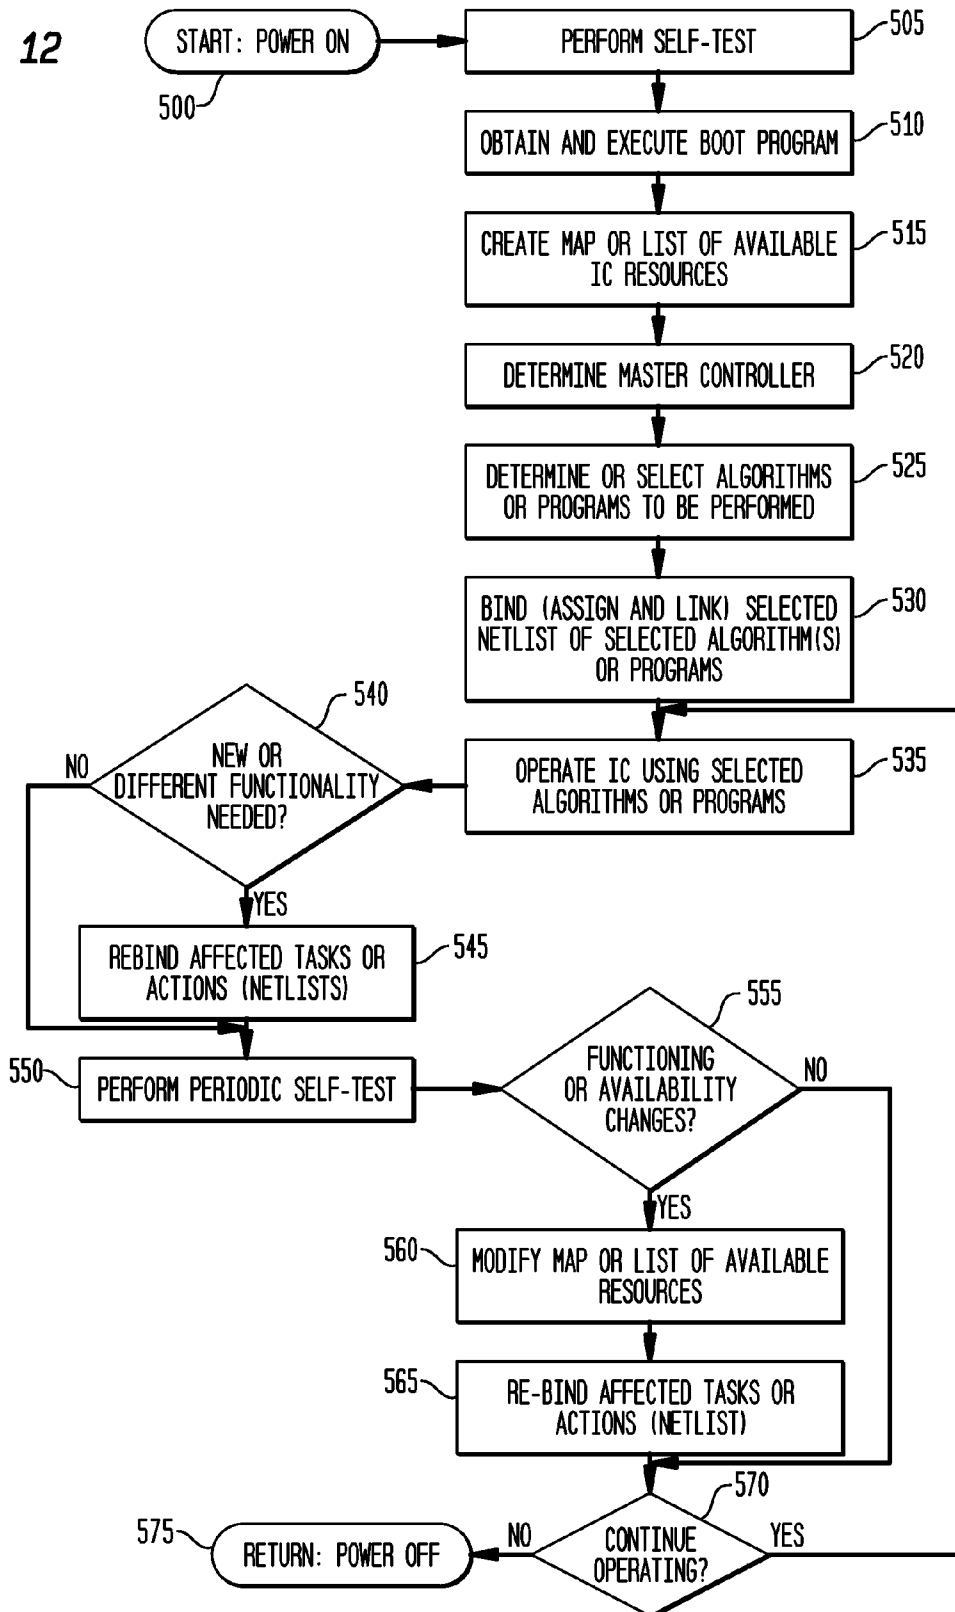 12
START: POWER ON
500
PERFORM SELF-TEST
505
OBTAIN AND EXECUTE BOOT PROGRAM
510
CREATE MAP OR LIST OF AVAILABLE
IC RESOURCES
515
DETERMINE MASTER CONTROLLER
520
DETERMINE OR SELECT ALGORITHMS
OR PROGRAMS TO BE PERFORMED
525
BIND (ASSIGN AND LINK) SELECTED
NETLIST OF SELECTED ALGORITHM(S)
OR PROGRAMS
530
OPERATE IC USING SELECTED
ALGORITHMS OR PROGRAMS
535
540
NEW OR
DIFFERENT FUNCTIONALITY
NEEDED?
NO
YES
REBIND AFFECTED TASKS OR
ACTIONS (NETLISTS)
545
550
PERFORM PERIODIC SELF-TEST
555
FUNCTIONING
OR AVAILABILITY
CHANGES?
NO
YES
560
MODIFY MAP OR LIST OF AVAILABLE
RESOURCES
565
RE-BIND AFFECTED TASKS OR
ACTIONS (NETLIST)
570
CONTINUE
OPERATING?
NO
YES
575
RETURN: POWER OFF